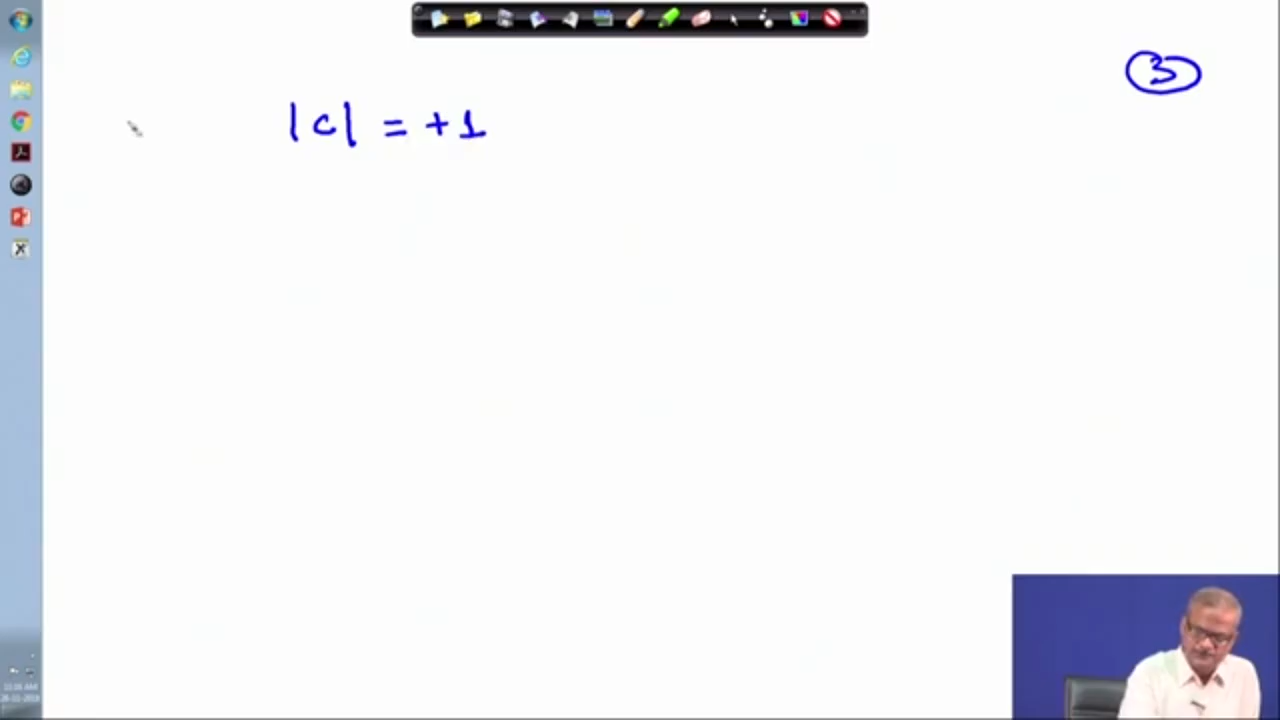 3
|c| = +1